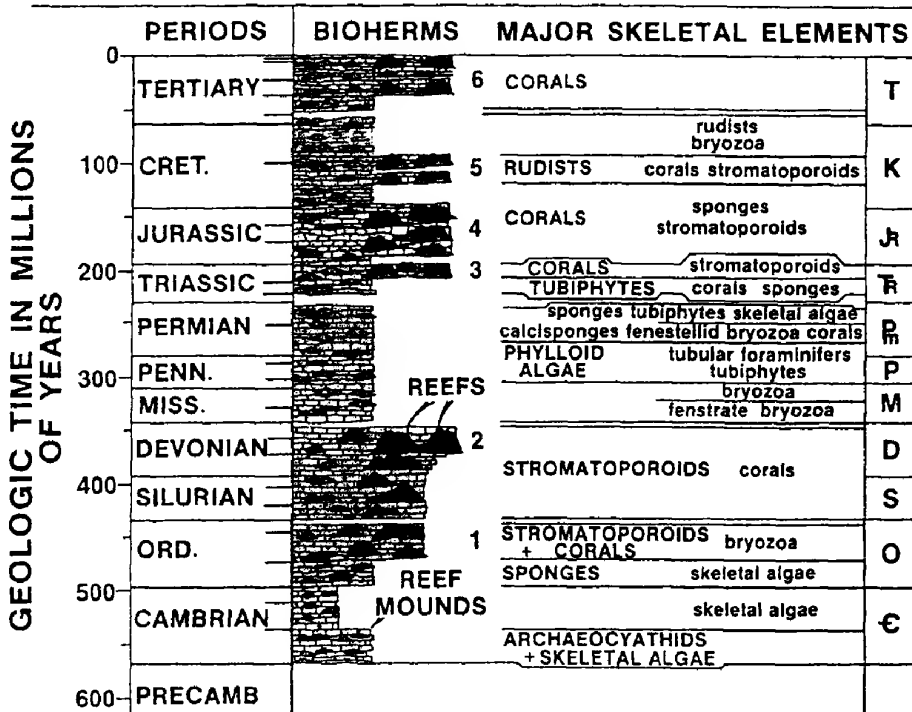 PERIODS BIOHERMS MAJOR SKELETAL ELEMENTS
GEOLOGIC TIME IN MILLIONS
OF YEARS
0
TERTIARY 6 CORALS T
rudists
bryozoa
100 CRET. 5 RUDISTS corals stromatoporoids K
JURASSIC 4 CORALS sponges JR
stromatoporoids
200 3 CORALS stromatoporoids
TRIASSIC TUBIPHYTES corals sponges TR
PERMIAN sponges tubiphytes skeletal algae Pm
calcisponges fenestellid bryozoa corals
PENN. PHYLLOID tubular foraminifers P
ALGAE tubiphytes
300 REEFS bryozoa
MISS. fenstrate bryozoa M
DEVONIAN 2 D
STROMATOPOROIDS corals
400 SILURIAN S
ORD. 1 STROMATOPOROIDS bryozoa O
+ CORALS
SPONGES skeletal algae
500 REEF
MOUNDS
CAMBRIAN skeletal algae Є
ARCHAEOCYATHIDS
+ SKELETAL ALGAE
600 PRECAMB